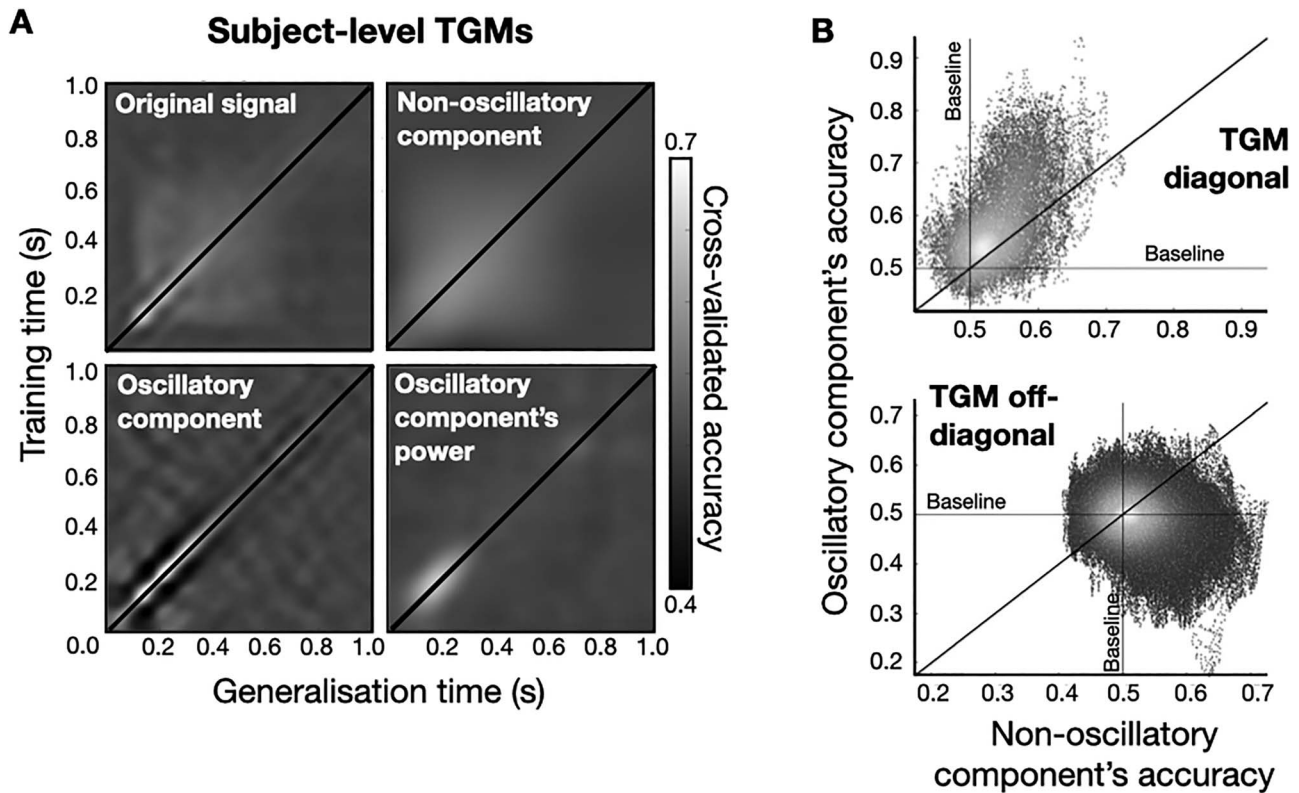 A
Subject-level TGMs
Training time (s)
1.0
0.8
0.6
0.4
0.2
Original signal
Non-oscillatory
component
1.0
0.8
0.6
0.4
0.2
0.0
Oscillatory
component
Oscillatory
component's
power
0.2
0.4
0.6
0.8
1.0
0.2
0.4
0.6
0.8
1.0
Generalisation time (s)
0.7
Cross-validated accuracy
0.4
B
Oscillatory component's accuracy
0.9
0.8
0.7
0.6
0.5
Baseline
TGM
diagonal
Baseline
0.5
0.6
0.7
0.8
0.9
TGM off-
diagonal
0.7
0.6
0.5
0.4
0.3
0.2
Baseline
Baseline
0.2
0.3
0.4
0.5
0.6
0.7
Non-oscillatory
component's accuracy